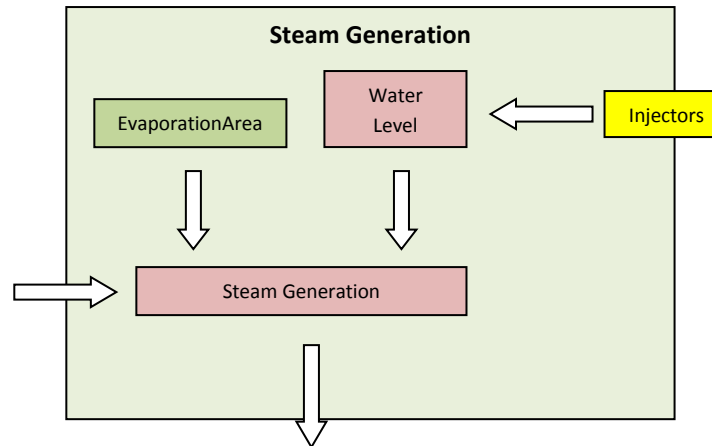 Steam Generation
EvaporationArea
Water
Level
Injectors
Steam Generation